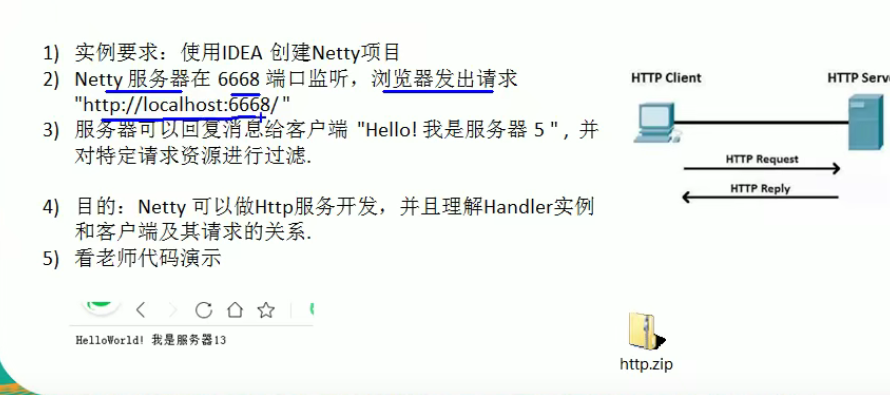 1) 实例要求：使用IDEA 创建Netty项目
2) Netty 服务器在 6668 端口监听，浏览器发出请求
"http://localhost:6668/ "
3) 服务器可以回复消息给客户端 "Hello! 我是服务器 5 " , 并
对特定请求资源进行过滤.
4) 目的：Netty 可以做Http服务开发，并且理解Handler实例
和客户端及其请求的关系.
5) 看老师代码演示
HelloWorld! 我是服务器13
HTTP Client
HTTP Serv
HTTP Request
HTTP Reply
http.zip